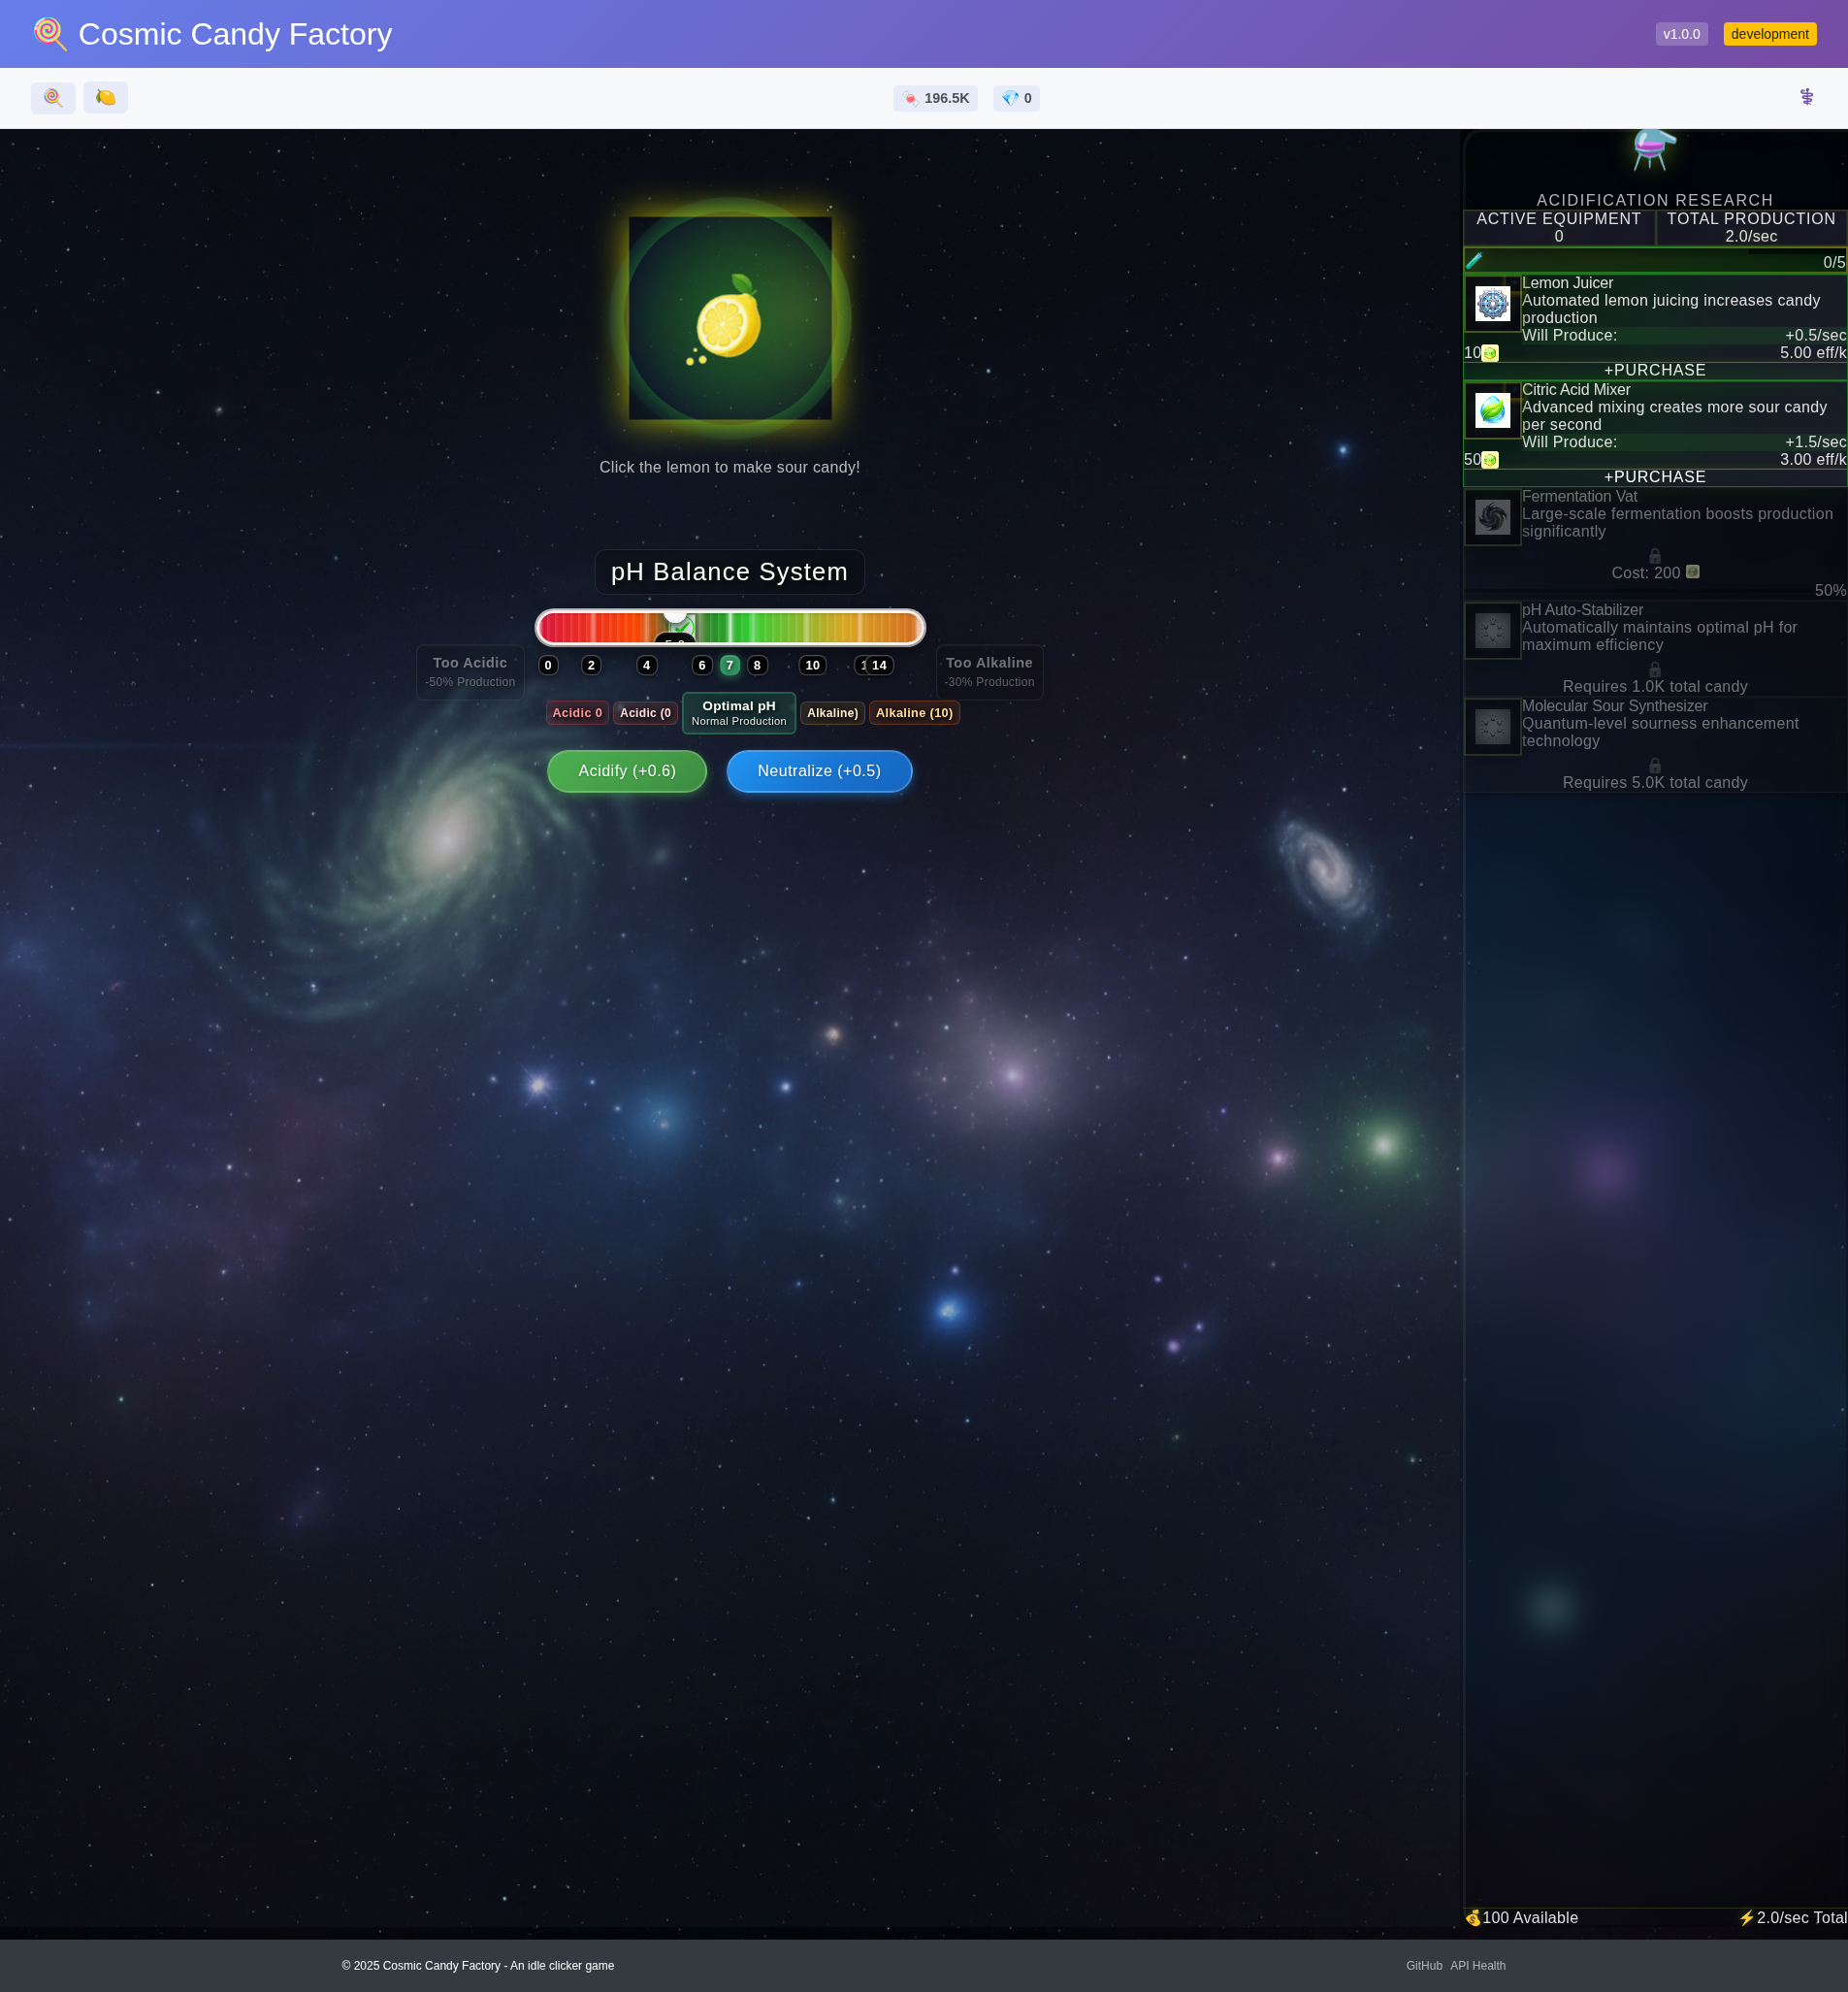 Cosmic Candy Factory
v1.0.0
development
196.5K
0
Click the lemon to make sour candy!
pH Balance System
Too Acidic
-50% Production
0 2 4 6 7 8 10 14
Too Alkaline
-30% Production
Acidic 0
Acidic (0
Optimal pH
Normal Production
Alkaline)
Alkaline (10)
Acidify (+0.6)
Neutralize (+0.5)
ACIDIFICATION RESEARCH
ACTIVE EQUIPMENT
0
TOTAL PRODUCTION
2.0/sec
0/5
Lemon Juicer
Automated lemon juicing increases candy
production
Will Produce: +0.5/sec
10 5.00 eff/k
+PURCHASE
Citric Acid Mixer
Advanced mixing creates more sour candy
per second
Will Produce: +1.5/sec
50 3.00 eff/k
+PURCHASE
Fermentation Vat
Large-scale fermentation boosts production
significantly
Cost: 200
50%
pH Auto-Stabilizer
Automatically maintains optimal pH for
maximum efficiency
Requires 1.0K total candy
Molecular Sour Synthesizer
Quantum-level sourness enhancement
technology
Requires 5.0K total candy
100 Available
2.0/sec Total
© 2025 Cosmic Candy Factory - An idle clicker game
GitHub API Health